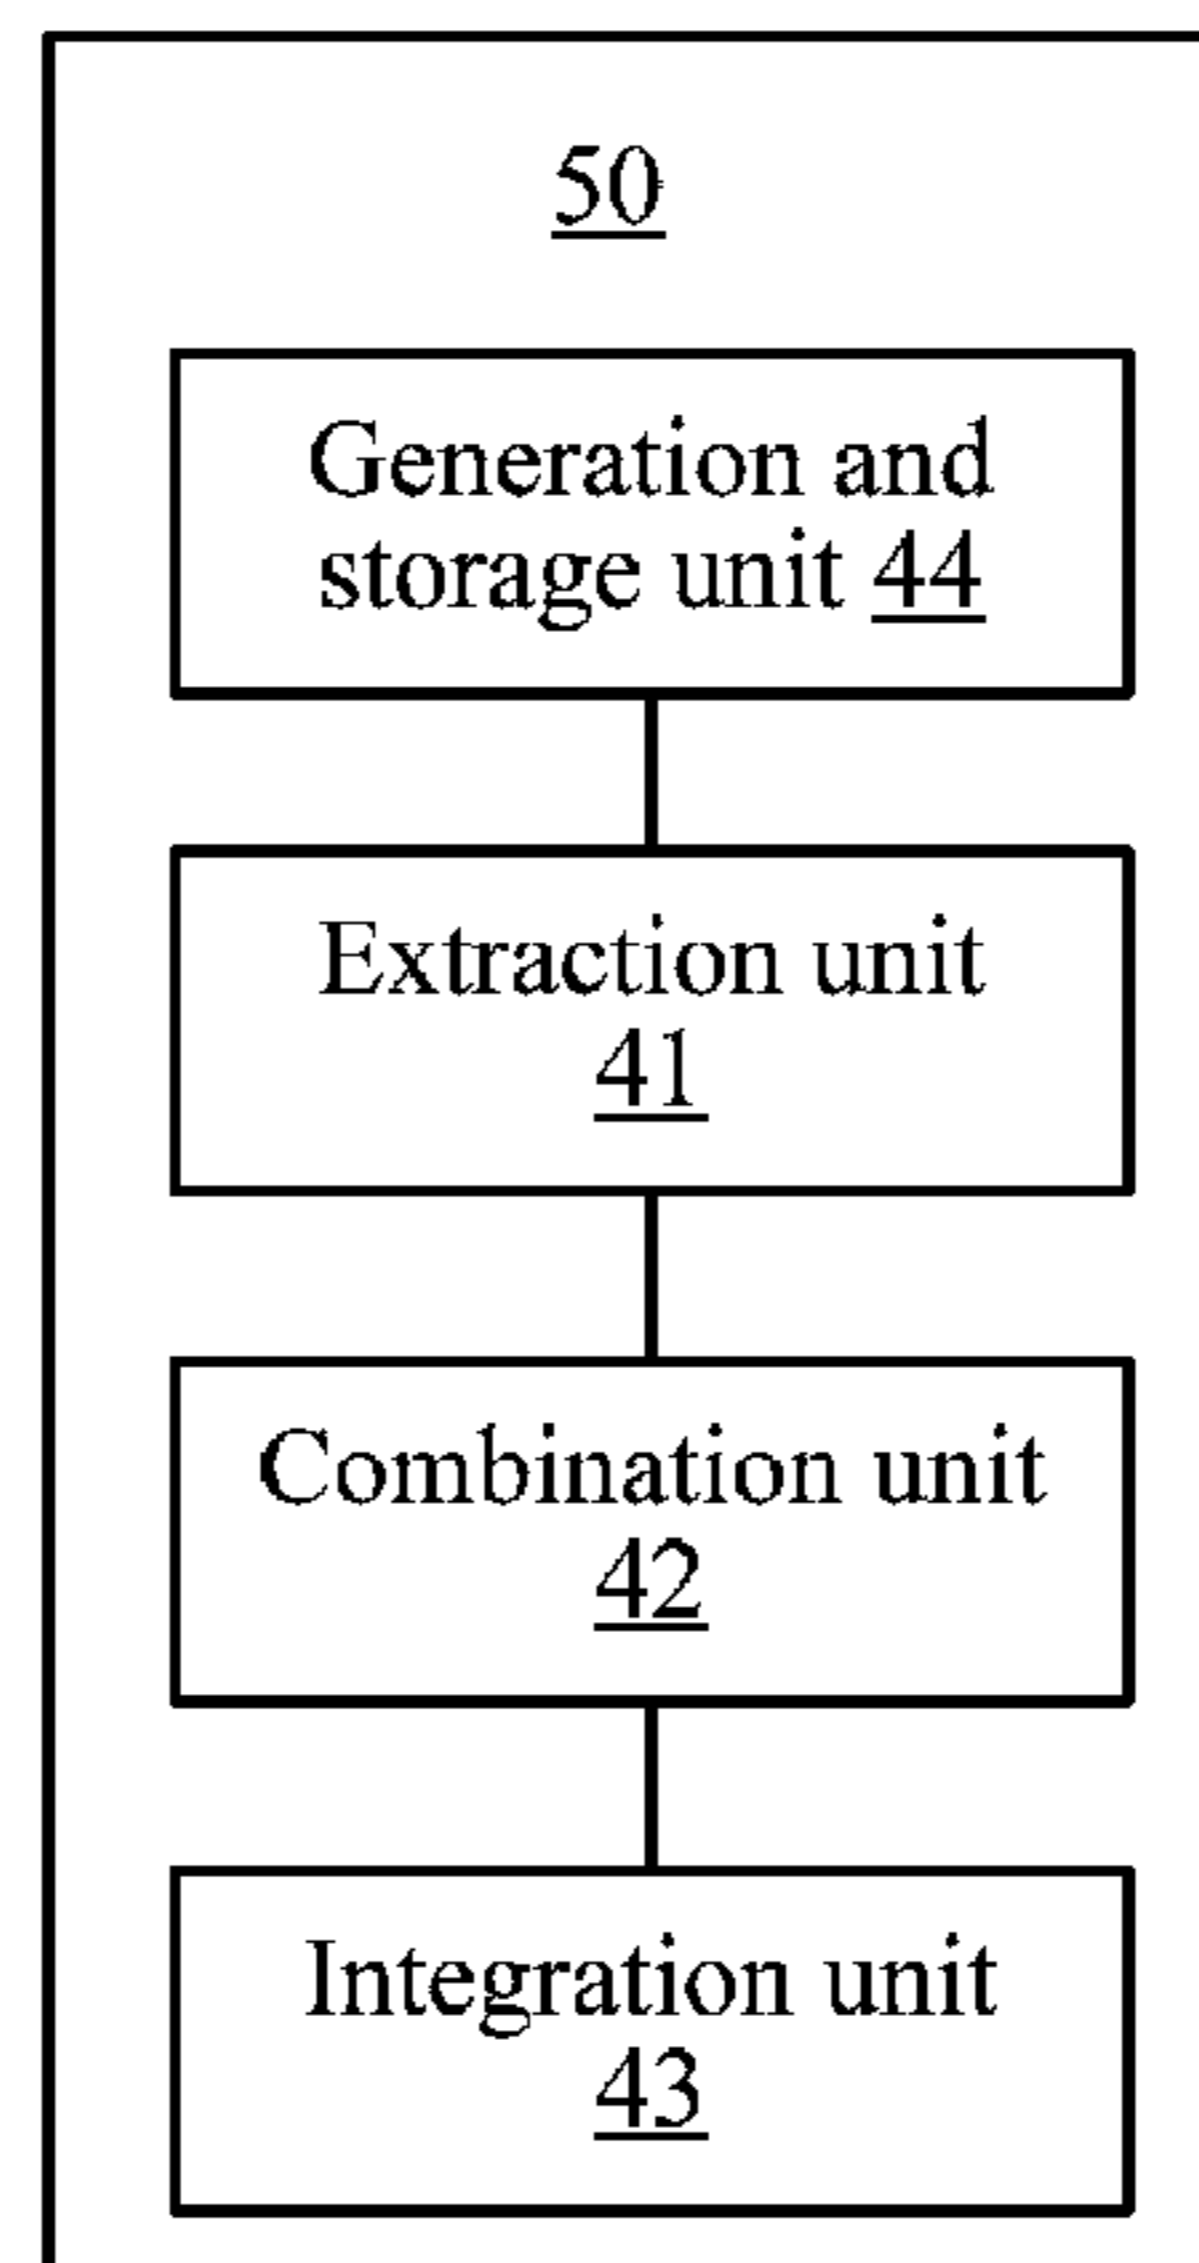 50
Generation and
storage unit 44
Extraction unit
41
Combination unit
42
Integration unit
43